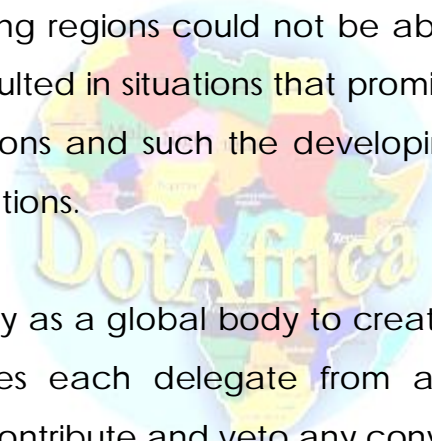 ng regions could not be ab
ulted in situations that promi
ons and such the developin
tions.
DotAfrica
y as a global body to creat
es each delegate from a
ontribute and veto any conv